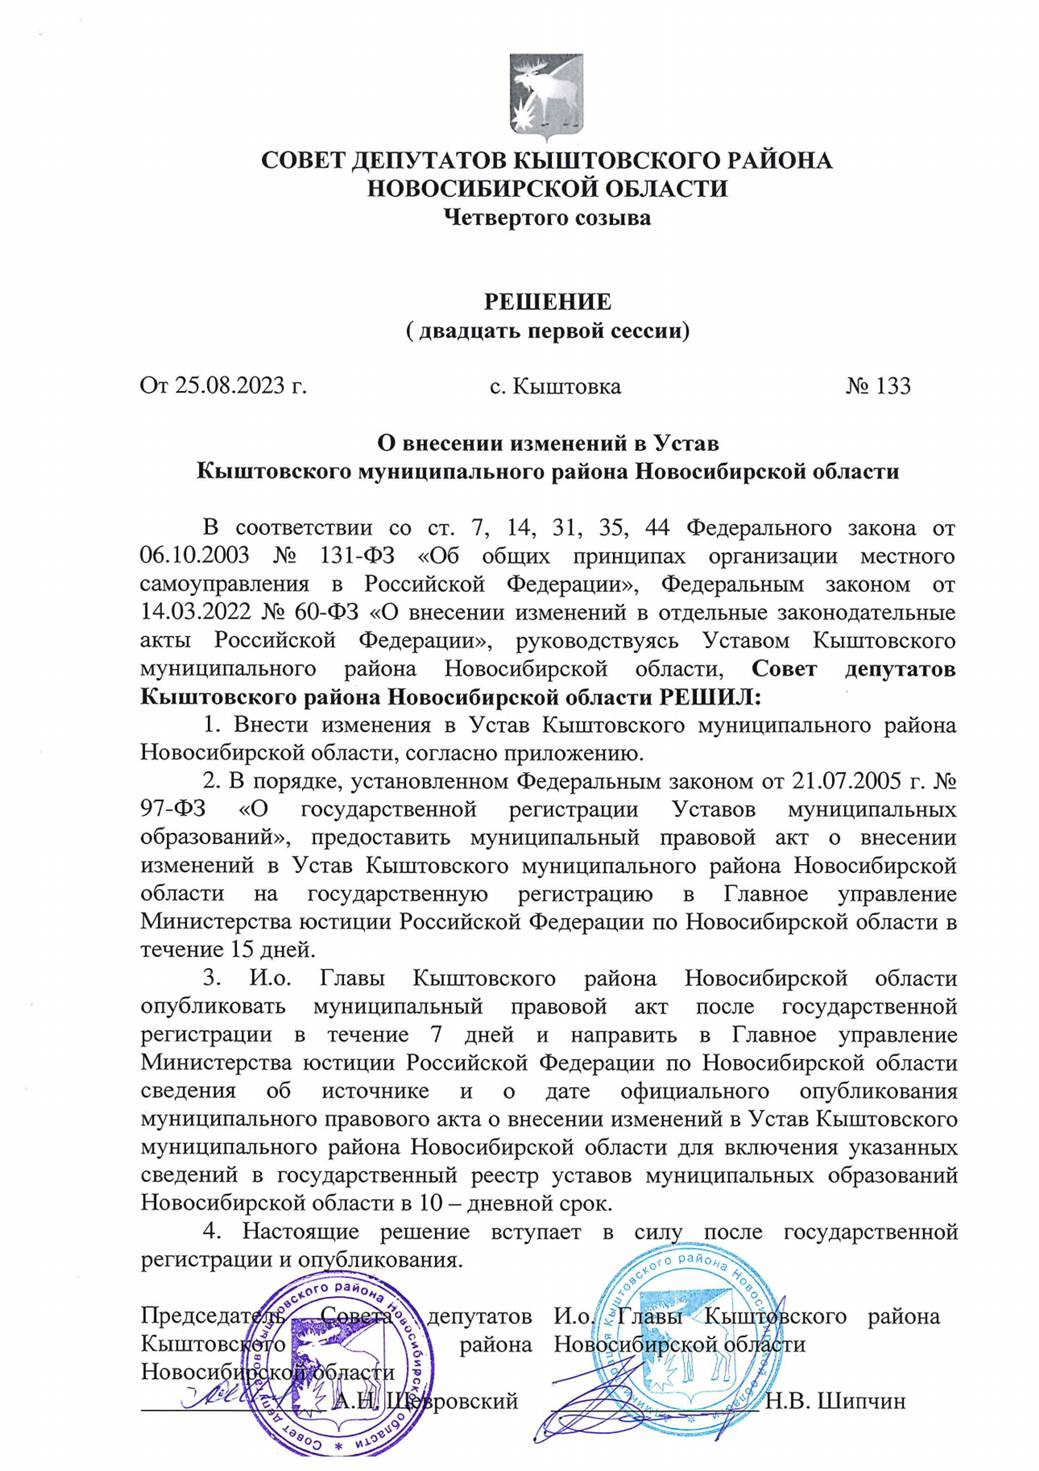 СОВЕТ ДЕПУТАТОВ КЫШТОВСКОГО РАЙОНА
НОВОСИБИРСКОЙ ОБЛАСТИ
Четвертого созыва
РЕШЕНИЕ
( двадцать первой сессии)
От 25.08.2023 г. с. Кыштовка № 133
О внесении изменений в Устав
Кыштовского муниципального района Новосибирской области
В соответствии со ст. 7, 14, 31, 35, 44 Федерального закона от
06.10.2003 № 131-ФЗ «Об общих принципах организации местного
самоуправления в Российской Федерации», Федеральным законом от
14.03.2022 № 60-ФЗ «О внесении изменений в отдельные законодательные
акты Российской Федерации», руководствуясь Уставом Кыштовского
муниципального района Новосибирской области, Совет депутатов
Кыштовского района Новосибирской области РЕШИЛ:
1. Внести изменения в Устав Кыштовского муниципального района
Новосибирской области, согласно приложению.
2. В порядке, установленном Федеральным законом от 21.07.2005 г. №
97-ФЗ «О государственной регистрации Уставов муниципальных
образований», предоставить муниципальный правовой акт о внесении
изменений в Устав Кыштовского муниципального района Новосибирской
области на государственную регистрацию в Главное управление
Министерства юстиции Российской Федерации по Новосибирской области в
течение 15 дней.
3. И.о. Главы Кыштовского района Новосибирской области
опубликовать муниципальный правовой акт после государственной
регистрации в течение 7 дней и направить в Главное управление
Министерства юстиции Российской Федерации по Новосибирской области
сведения об источнике и о дате официального опубликования
муниципального правового акта о внесении изменений в Устав Кыштовского
муниципального района Новосибирской области для включения указанных
сведений в государственный реестр уставов муниципальных образований
Новосибирской области в 10 – дневной срок.
4. Настоящие решение вступает в силу после государственной
регистрации и опубликования.
Председатель Совета депутатов
Кыштовского района
Новосибирской области
А.Н. Щевровский
И.о. Главы Кыштовского района
Новосибирской области
Н.В. Шипчин
Совет депутатов Кыштовского района Новосибирской области
Кыштовского района Новосибирской области